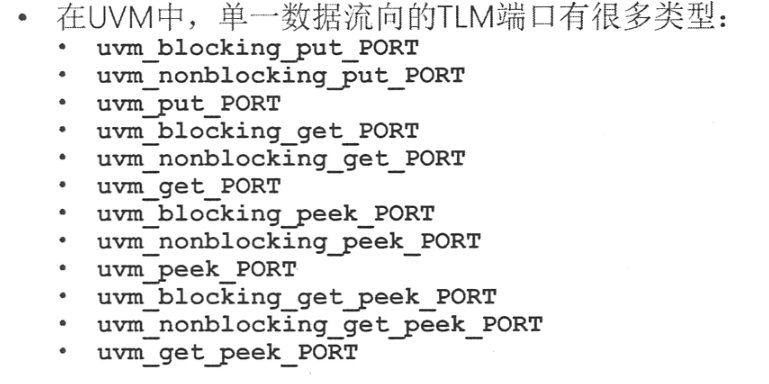 • 在UVM中，单一数据流向的TLM端口有很多类型：
• uvm_blocking_put_PORT
• uvm_nonblocking_put_PORT
• uvm_put_PORT
• uvm_blocking_get_PORT
• uvm_nonblocking_get_PORT
• uvm_get_PORT
• uvm_blocking_peek_PORT
• uvm_nonblocking_peek_PORT
• uvm_peek_PORT
• uvm_blocking_get_peek_PORT
• uvm_nonblocking_get_peek_PORT
• uvm_get_peek_PORT